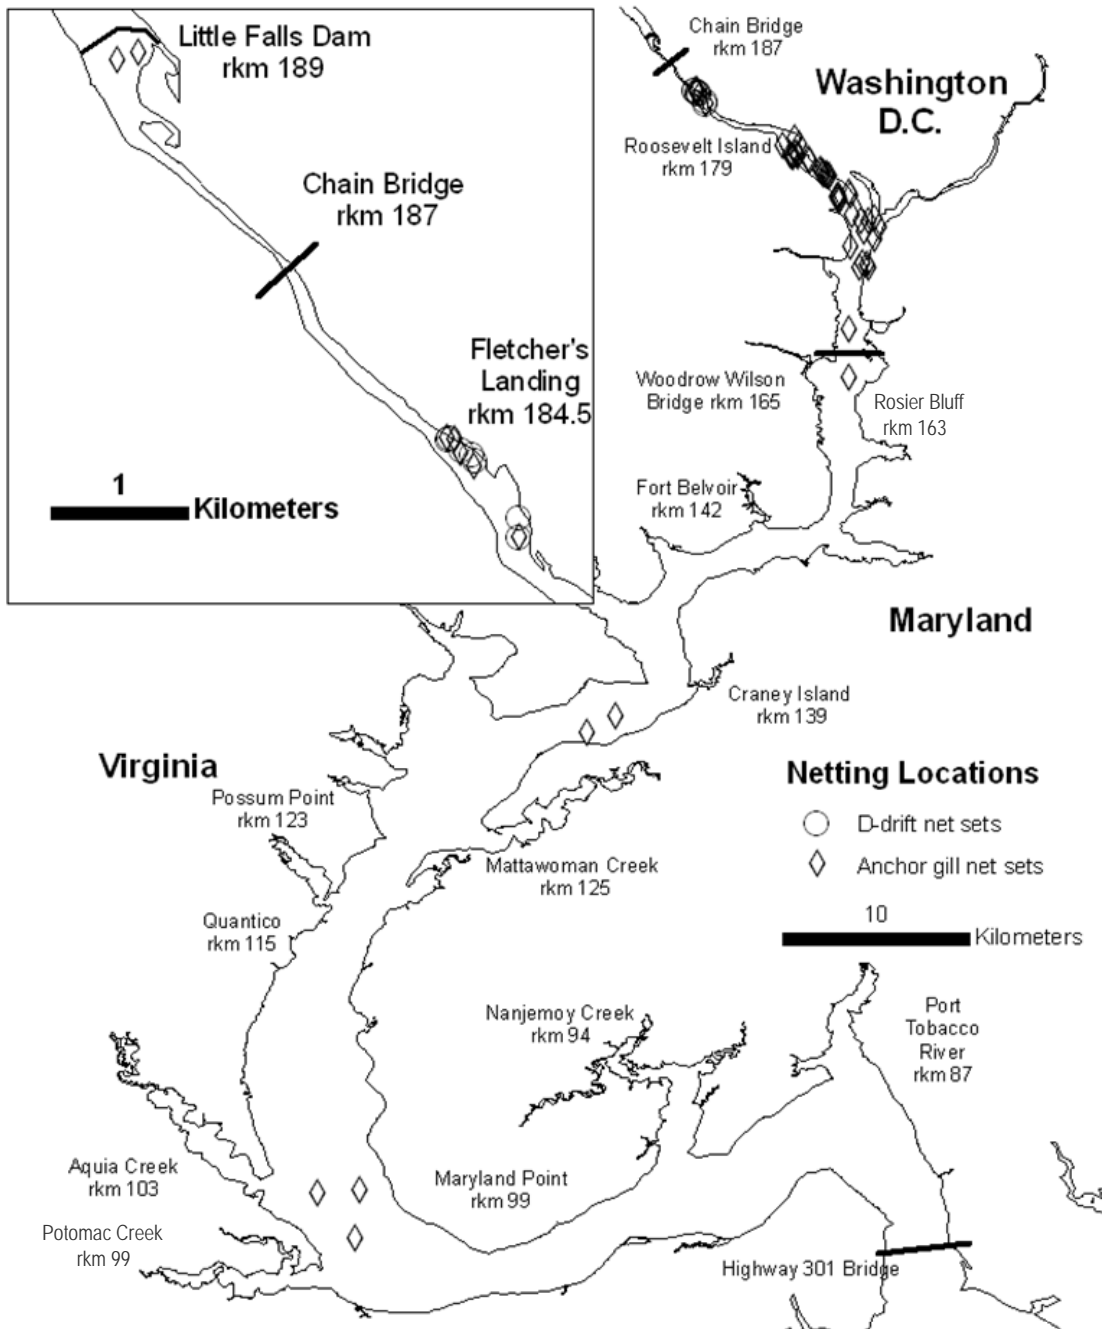 Little Falls Dam
rkm 189
Chain Bridge
rkm 187
Fletcher's
Landing
rkm 184.5
1
Kilometers
Chain Bridge
rkm 187
Washington
D.C.
Roosevelt Island
rkm 179
Woodrow Wilson
Bridge rkm 165
Rosier Bluff
rkm 163
Fort Belvoir
rkm 142
Maryland
Craney Island
rkm 139
Virginia
Possum Point
rkm 123
Netting Locations
D-drift net sets
Anchor gill net sets
Mattawoman Creek
rkm 125
10
Kilometers
Quantico
rkm 115
Nanjemoy Creek
rkm 94
Port
Tobacco
River
rkm 87
Aquia Creek
rkm 103
Maryland Point
rkm 99
Potomac Creek
rkm 99
Highway 301 Bridge